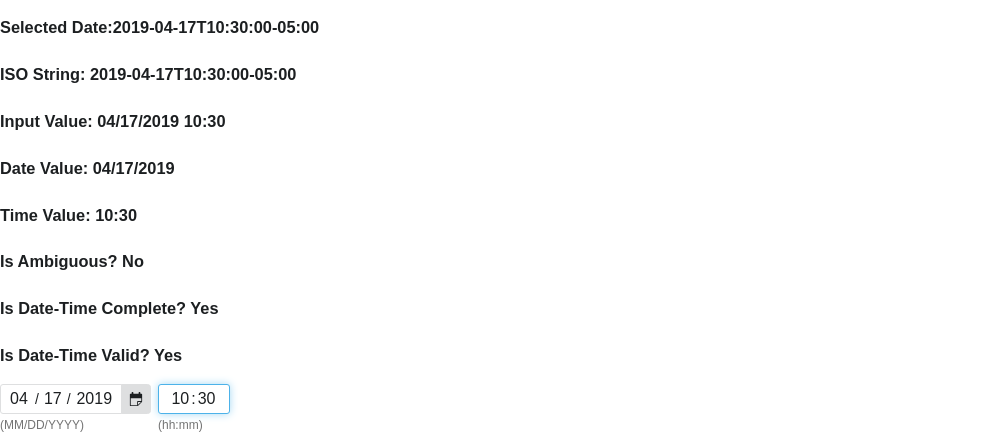 Selected Date:2019-04-17T10:30:00-05:00
ISO String: 2019-04-17T10:30:00-05:00
Input Value: 04/17/2019 10:30
Date Value: 04/17/2019
Time Value: 10:30
Is Ambiguous? No
Is Date-Time Complete? Yes
Is Date-Time Valid? Yes
04 / 17 / 2019 10:30
(MM/DD/YYYY) (hh:mm)